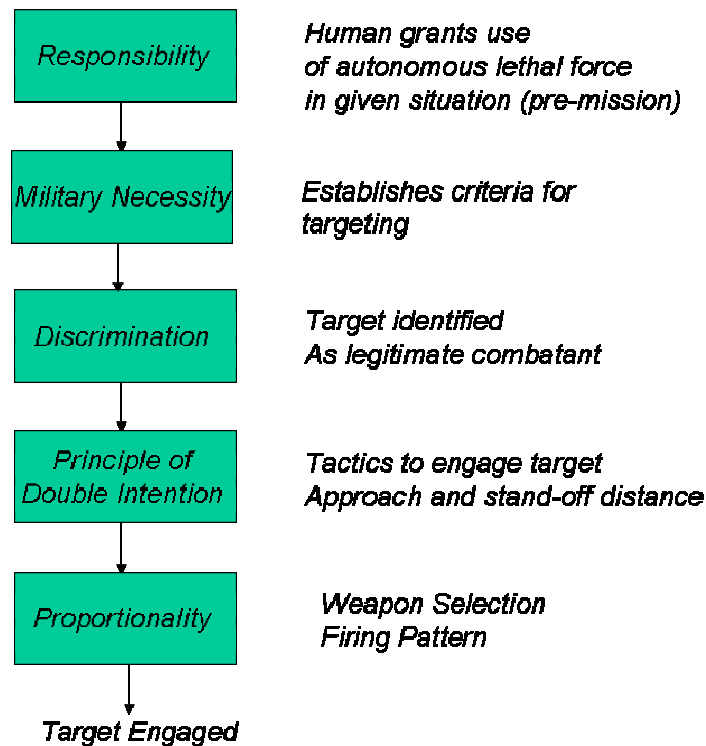 Responsibility
Human grants use
of autonomous lethal force
in given situation (pre-mission)
Military Necessity
Establishes criteria for
targeting
Discrimination
Target identified
As legitimate combatant
Principle of
Double Intention
Tactics to engage target
Approach and stand-off distance
Proportionality
Weapon Selection
Firing Pattern
Target Engaged